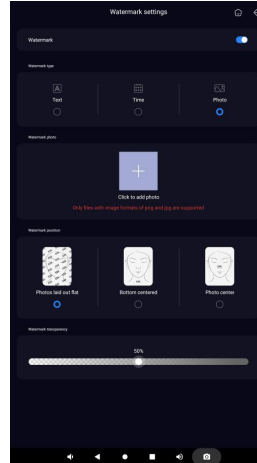 Watermark settings
Watermark
Watermark type
Text
Time
Photo
Watermark photo
Click to add photo
Only files with image formats of png and jpg are supported
Watermark position
Photos laid out flat
Bottom centered
Photo center
Watermark transparency
50%